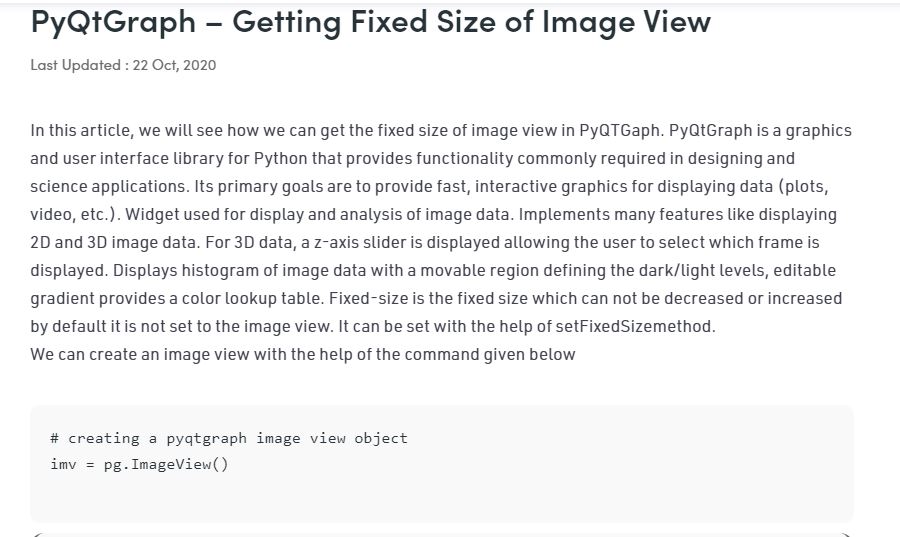 PyQtGraph – Getting Fixed Size of Image View
Last Updated : 22 Oct, 2020
In this article, we will see how we can get the fixed size of image view in PyQTGaph. PyQtGraph is a graphics
and user interface library for Python that provides functionality commonly required in designing and
science applications. Its primary goals are to provide fast, interactive graphics for displaying data (plots,
video, etc.). Widget used for display and analysis of image data. Implements many features like displaying
2D and 3D image data. For 3D data, a z-axis slider is displayed allowing the user to select which frame is
displayed. Displays histogram of image data with a movable region defining the dark/light levels, editable
gradient provides a color lookup table. Fixed-size is the fixed size which can not be decreased or increased
by default it is not set to the image view. It can be set with the help of setFixedSizemethod.
We can create an image view with the help of the command given below
# creating a pyqtgraph image view object
imv = pg.ImageView()